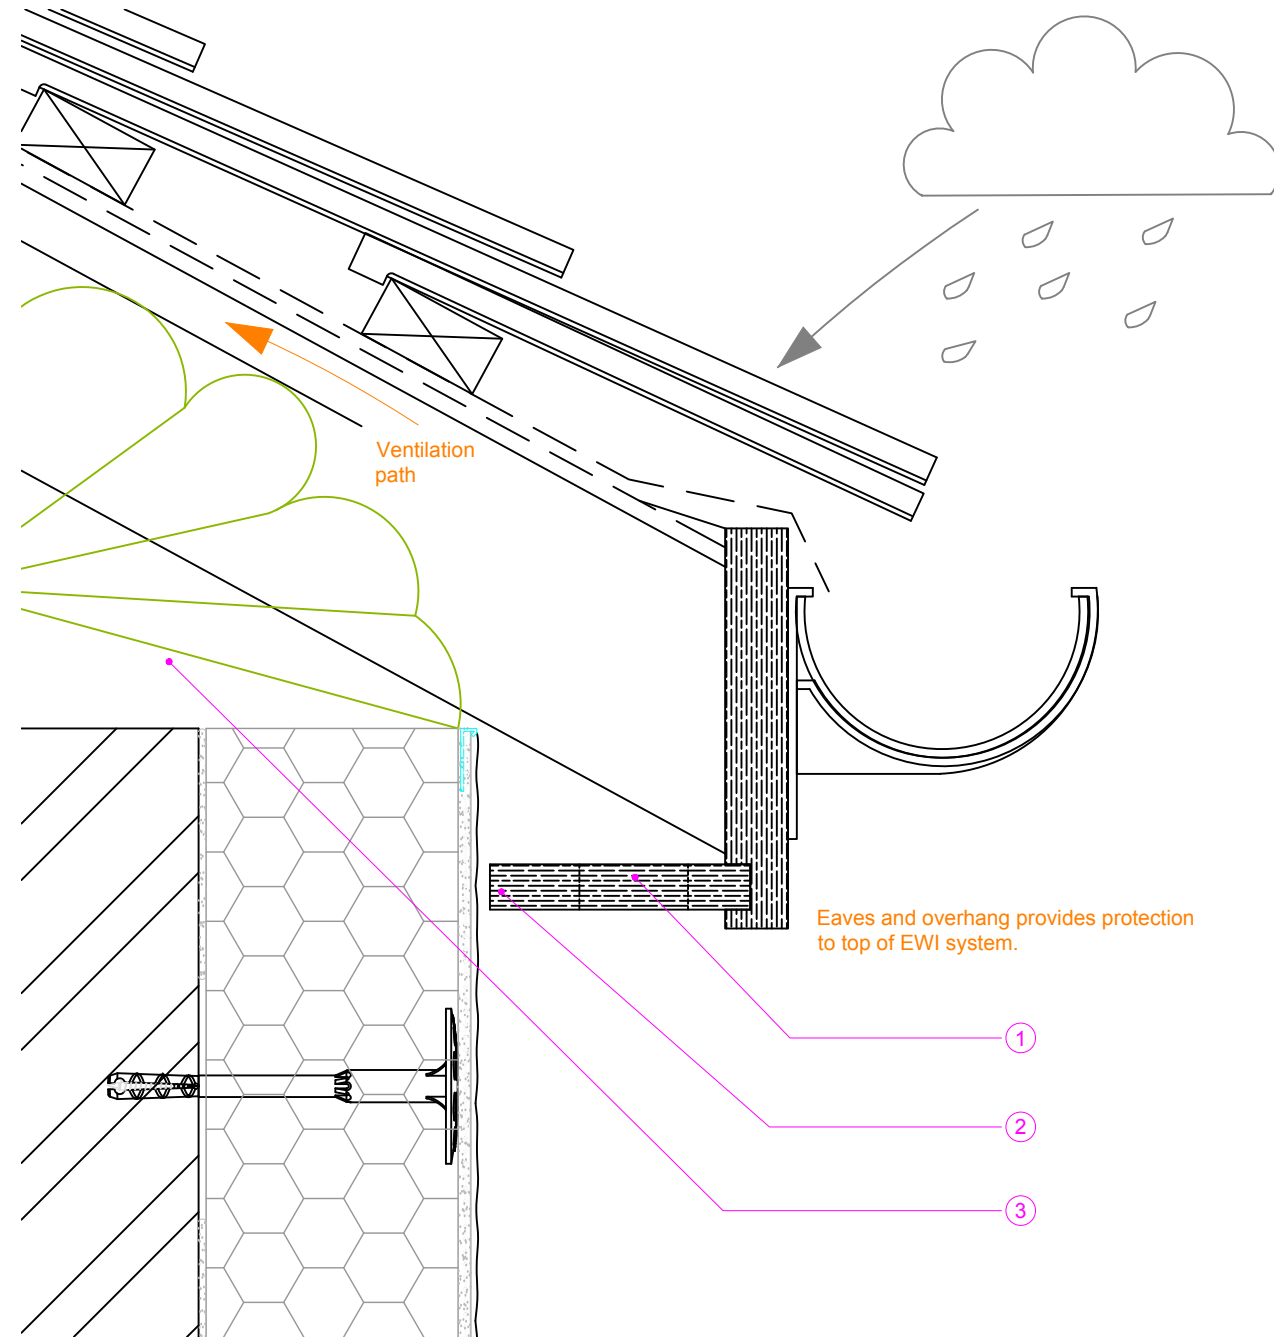 Ventilation
path
Eaves and overhang provides protection
to top of EWI system.
1
2
3